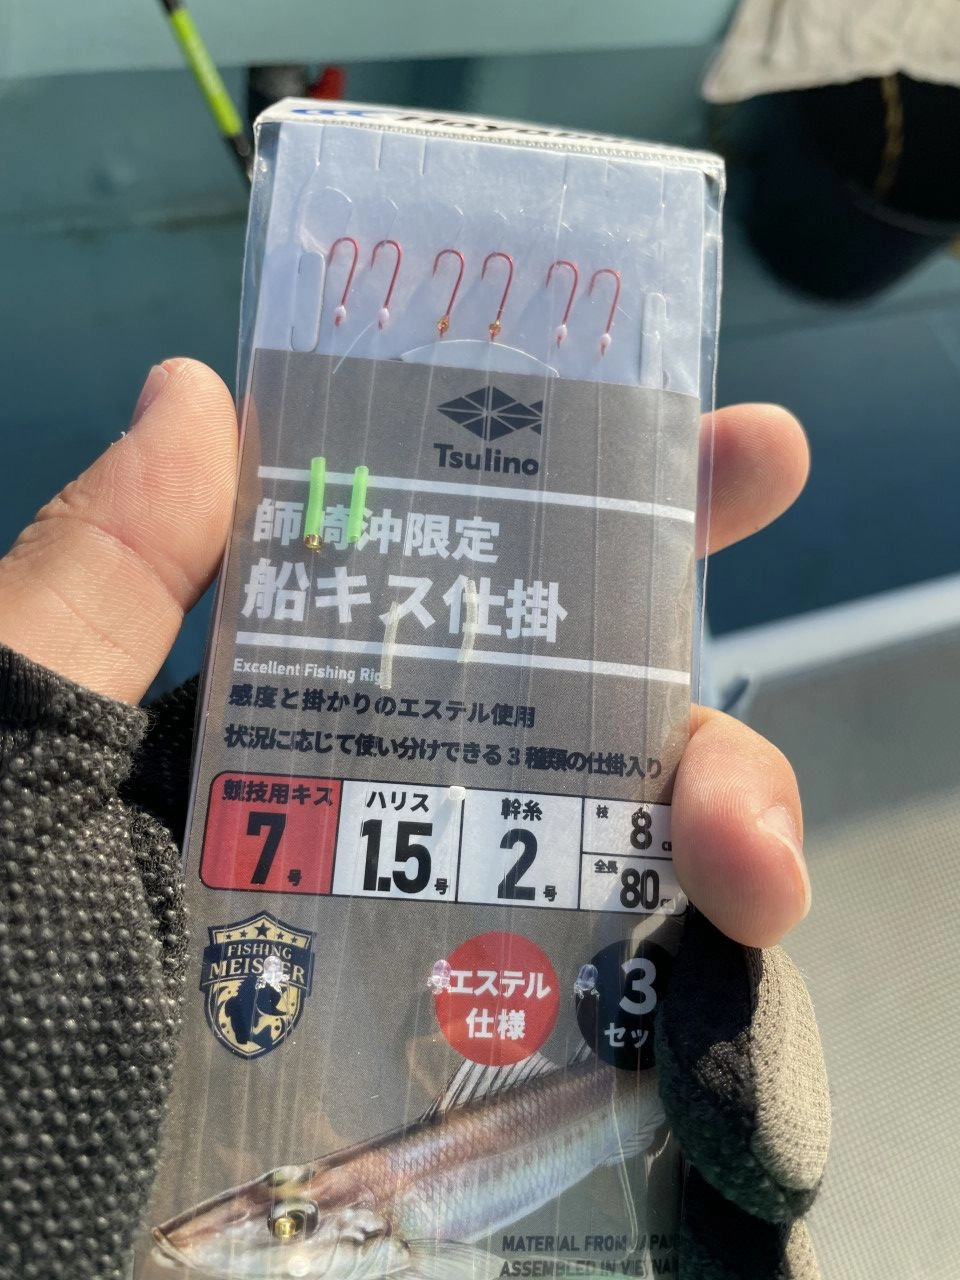 Tsulino
師崎沖限定
船キス仕掛
Excellent Fishing Rig
感度と掛かりのエステル使用
状況に応じて使い分けできる3種類の仕掛入り
競技用キス
7号
ハリス
1.5号
幹糸
2号
枝
8
全長
80cm
FISHING
MEISTER
エステル
仕様
3
セット
MATERIAL FROM JAPAN
ASSEMBLED IN VIETNAM